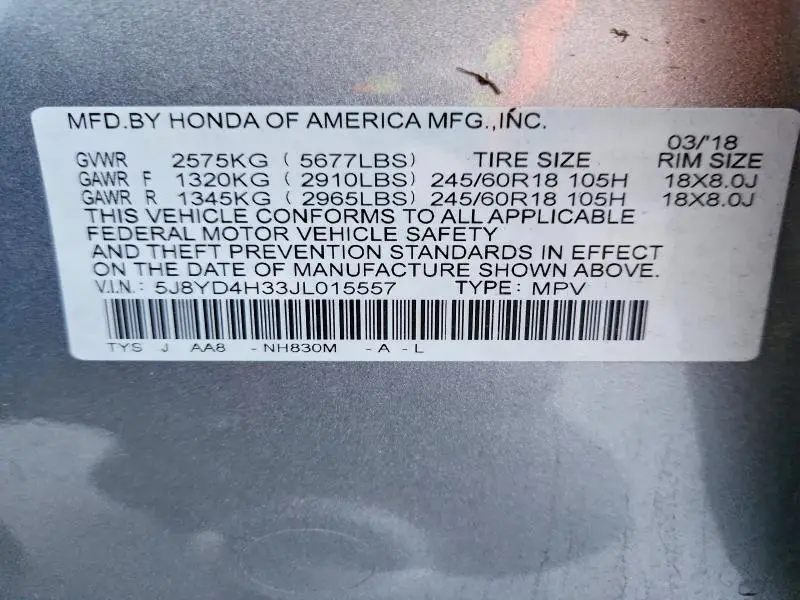 MFD.BY HONDA OF AMERICA MFG.,INC.
03/'18
GVWR 2575KG ( 5677LBS) TIRE SIZE RIM SIZE
GAWR F 1320KG ( 2910LBS) 245/60R18 105H 18X8.0J
GAWR R 1345KG ( 2965LBS) 245/60R18 105H 18X8.0J
THIS VEHICLE CONFORMS TO ALL APPLICABLE
FEDERAL MOTOR VEHICLE SAFETY
AND THEFT PREVENTION STANDARDS IN EFFECT
ON THE DATE OF MANUFACTURE SHOWN ABOVE.
V.I.N.: 5J8YD4H33JL015557 TYPE: MPV
TYS J AA8 - NH830M - A - L